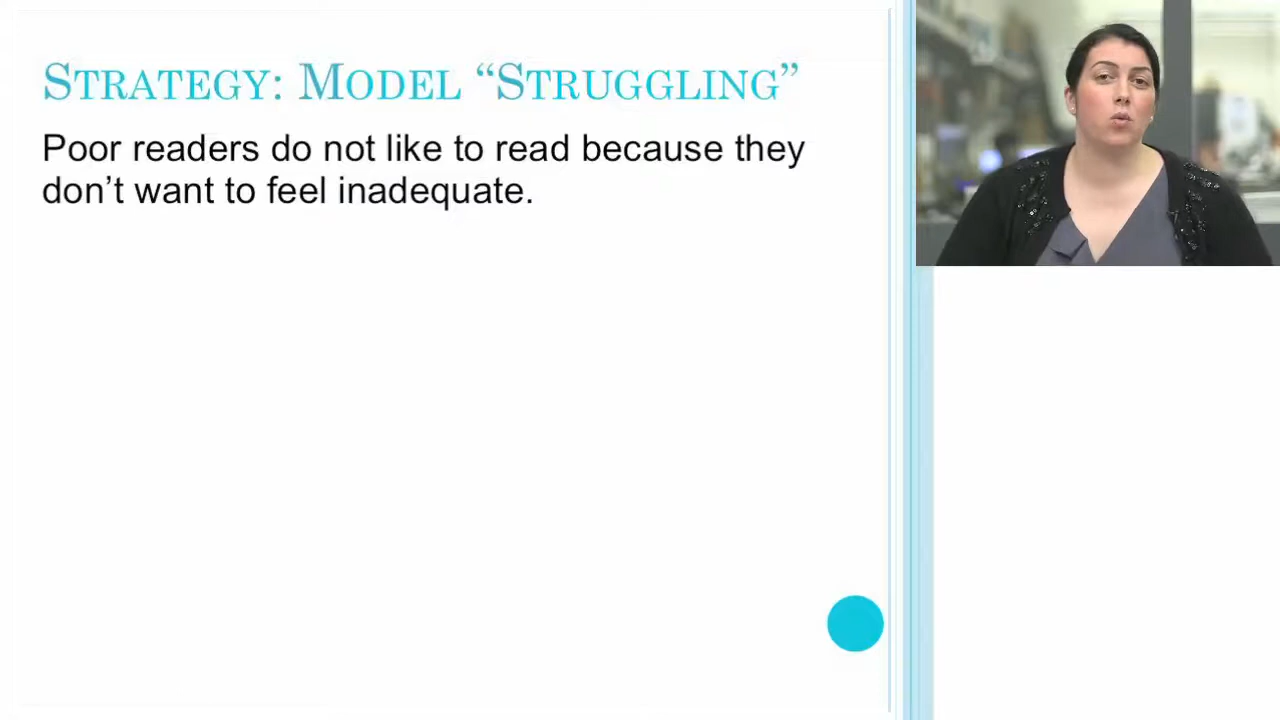 STRATEGY: MODEL “STRUGGLING”
Poor readers do not like to read because they
don’t want to feel inadequate.